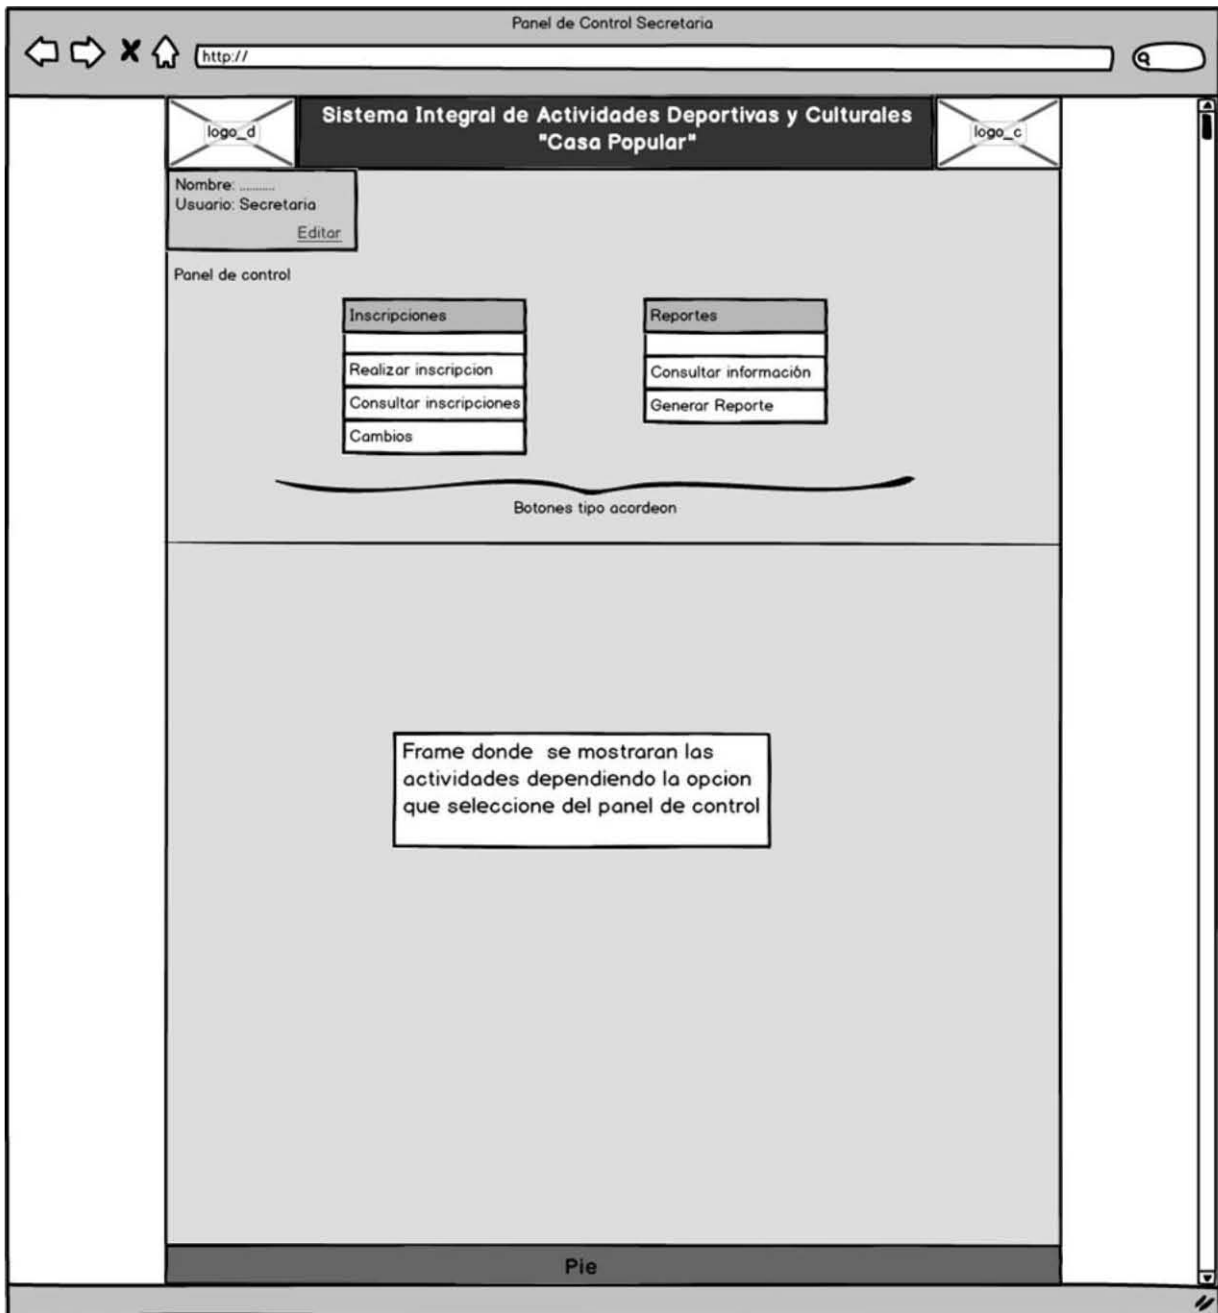 Panel de Control Secretaria
http://
logo_d
Sistema Integral de Actividades Deportivas y Culturales
"Casa Popular"
logo_c
Nombre: ..........
Usuario: Secretaria
Editar
Panel de control
Inscripciones
Realizar inscripcion
Consultar inscripciones
Cambios
Reportes
Consultar información
Generar Reporte
Botones tipo acordeon
Frame donde se mostraran las
actividades dependiendo la opcion
que seleccione del panel de control
Pie